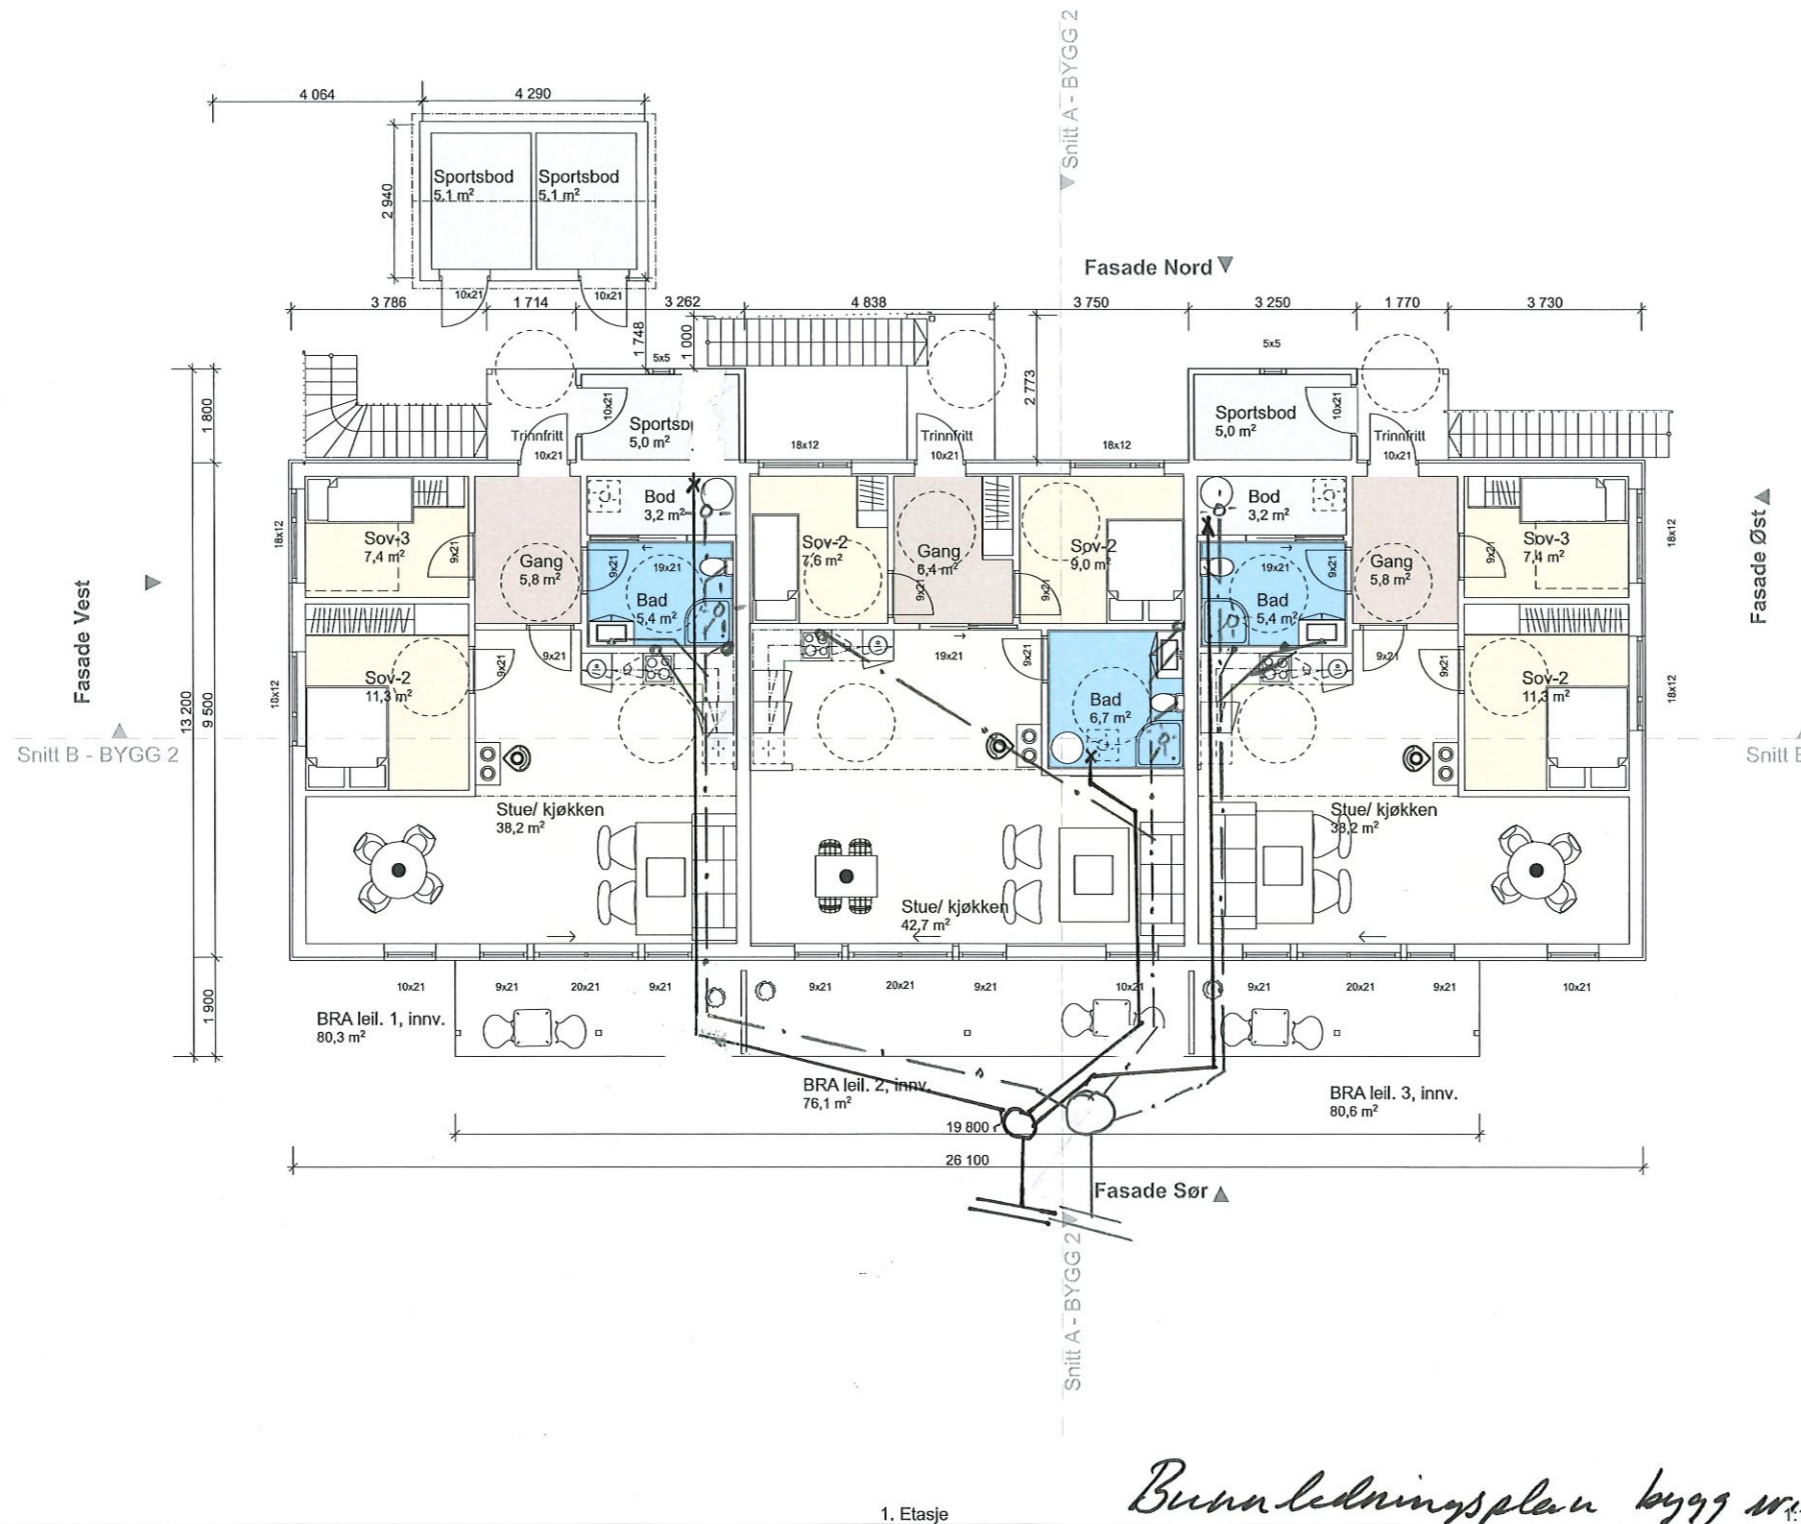 Snitt A - BYGG 2
4 064
4 290
2 940
Sportsbod
5,1 m²
Sportsbod
5,1 m²
10x21
10x21
Fasade Nord
3 786
1 714
3 262
4 838
3 750
3 250
1 770
3 730
1 748
1 000
5x5
2 773
5x5
13 200
1 800
9 500
1 900
Trinnfritt
10x21
10x21
Sportsb
5,0 m²
18x12
Trinnfritt
10x21
18x12
Sportsbod
5,0 m²
10x21
Trinnfritt
10x21
18x12
Sov-3
7,4 m²
9x21
Gang
5,8 m²
Bod
3,2 m²
9x21
19x21
Bad
5,4 m²
Sov-2
7,6 m²
Gang
6,4 m²
9x21
Sov-2
9,0 m²
9x21
Bod
3,2 m²
19x21
9x21
Bad
5,4 m²
Gang
5,8 m²
9x21
Sov-3
7,4 m²
18x12
Fasade Vest
Fasade Øst
18x12
Sov-2
11,3 m²
9x21
9x21
19x21
9x21
Bad
6,7 m²
9x21
9x21
Sov-2
11,3 m²
18x12
Snitt B - BYGG 2
Snitt B
Stue/ kjøkken
38,2 m²
Stue/ kjøkken
42,7 m²
Stue/ kjøkken
38,2 m²
10x21
9x21
20x21
9x21
9x21
20x21
9x21
10x21
9x21
20x21
9x21
10x21
BRA leil. 1, innv.
80,3 m²
BRA leil. 2, innv.
76,1 m²
BRA leil. 3, innv.
80,6 m²
19 800
26 100
Fasade Sør
Snitt A - BYGG 2
1. Etasje
Bunnledningsplan bygg